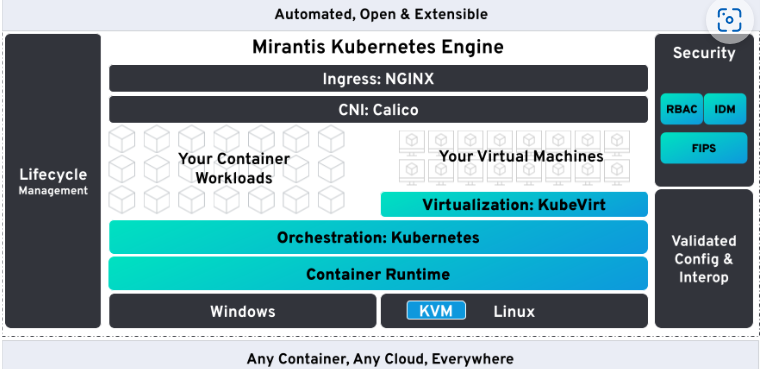 Automated, Open & Extensible
Mirantis Kubernetes Engine
Ingress: NGINX
CNI: Calico
Your Container
Workloads
Your Virtual Machines
Virtualization: KubeVirt
Orchestration: Kubernetes
Container Runtime
Windows
KVM
Linux
Lifecycle
Management
Security
RBAC
IDM
FIPS
Validated
Config &
Interop
Any Container, Any Cloud, Everywhere